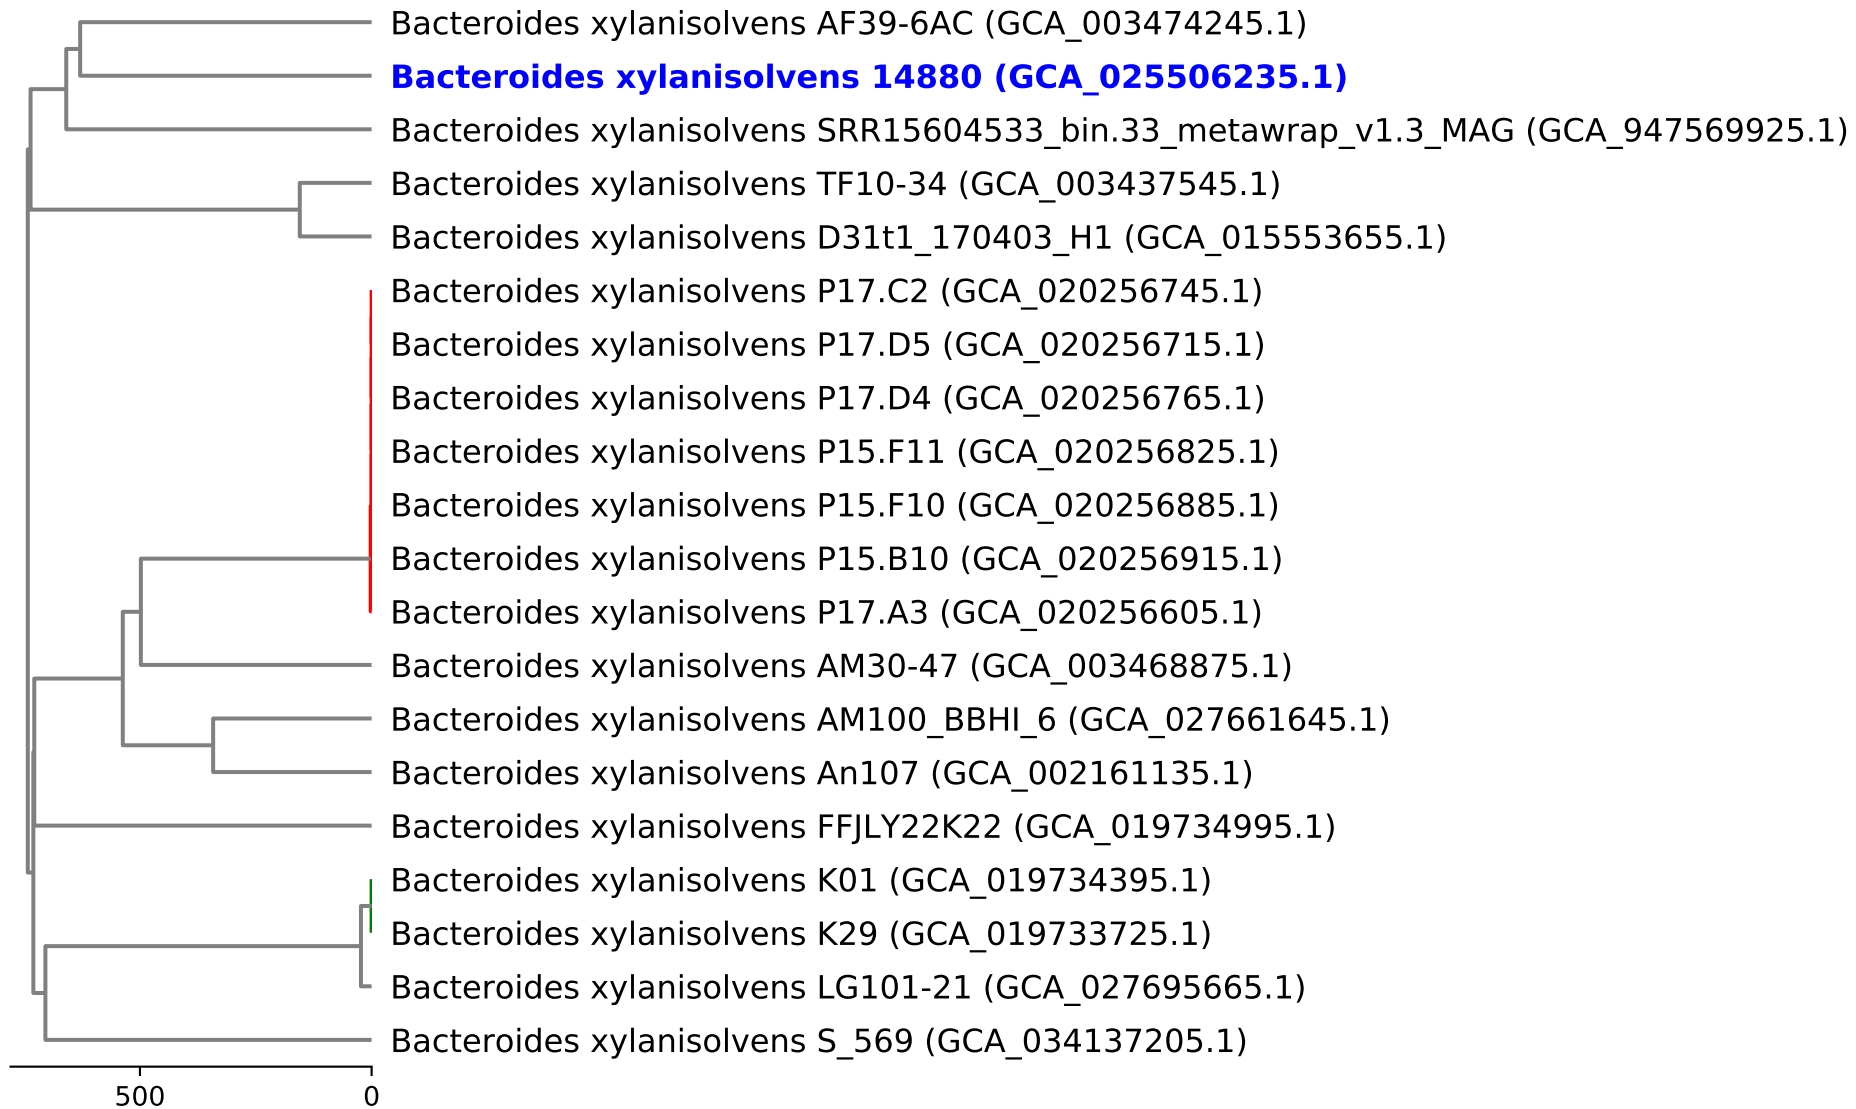 Bacteroides xylanisolvens AF39-6AC (GCA_003474245.1)
Bacteroides xylanisolvens 14880 (GCA_025506235.1)
Bacteroides xylanisolvens SRR15604533_bin.33_metawrap_v1.3_MAG (GCA_947569925.1)
Bacteroides xylanisolvens TF10-34 (GCA_003437545.1)
Bacteroides xylanisolvens D31t1_170403_H1 (GCA_015553655.1)
Bacteroides xylanisolvens P17.C2 (GCA_020256745.1)
Bacteroides xylanisolvens P17.D5 (GCA_020256715.1)
Bacteroides xylanisolvens P17.D4 (GCA_020256765.1)
Bacteroides xylanisolvens P15.F11 (GCA_020256825.1)
Bacteroides xylanisolvens P15.F10 (GCA_020256885.1)
Bacteroides xylanisolvens P15.B10 (GCA_020256915.1)
Bacteroides xylanisolvens P17.A3 (GCA_020256605.1)
Bacteroides xylanisolvens AM30-47 (GCA_003468875.1)
Bacteroides xylanisolvens AM100_BBHI_6 (GCA_027661645.1)
Bacteroides xylanisolvens An107 (GCA_002161135.1)
Bacteroides xylanisolvens FFJLY22K22 (GCA_019734995.1)
Bacteroides xylanisolvens K01 (GCA_019734395.1)
Bacteroides xylanisolvens K29 (GCA_019733725.1)
Bacteroides xylanisolvens LG101-21 (GCA_027695665.1)
Bacteroides xylanisolvens S_569 (GCA_034137205.1)
500 0